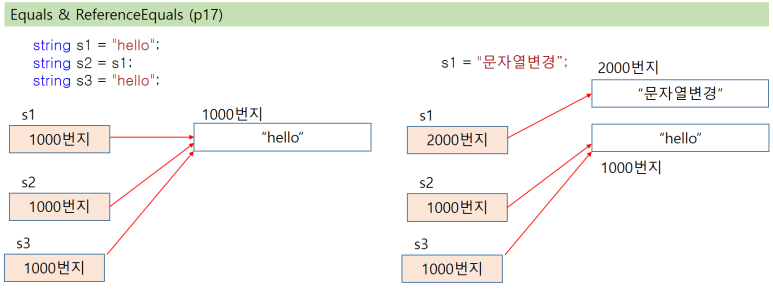 Equals & ReferenceEquals (p17)
string s1 = "hello";
string s2 = s1;
string s3 = "hello";
s1
1000번지
1000번지
“hello”
s2
1000번지
s3
1000번지
s1 = "문자열변경”;
2000번지
“문자열변경”
s1
2000번지
“hello”
1000번지
s2
1000번지
s3
1000번지